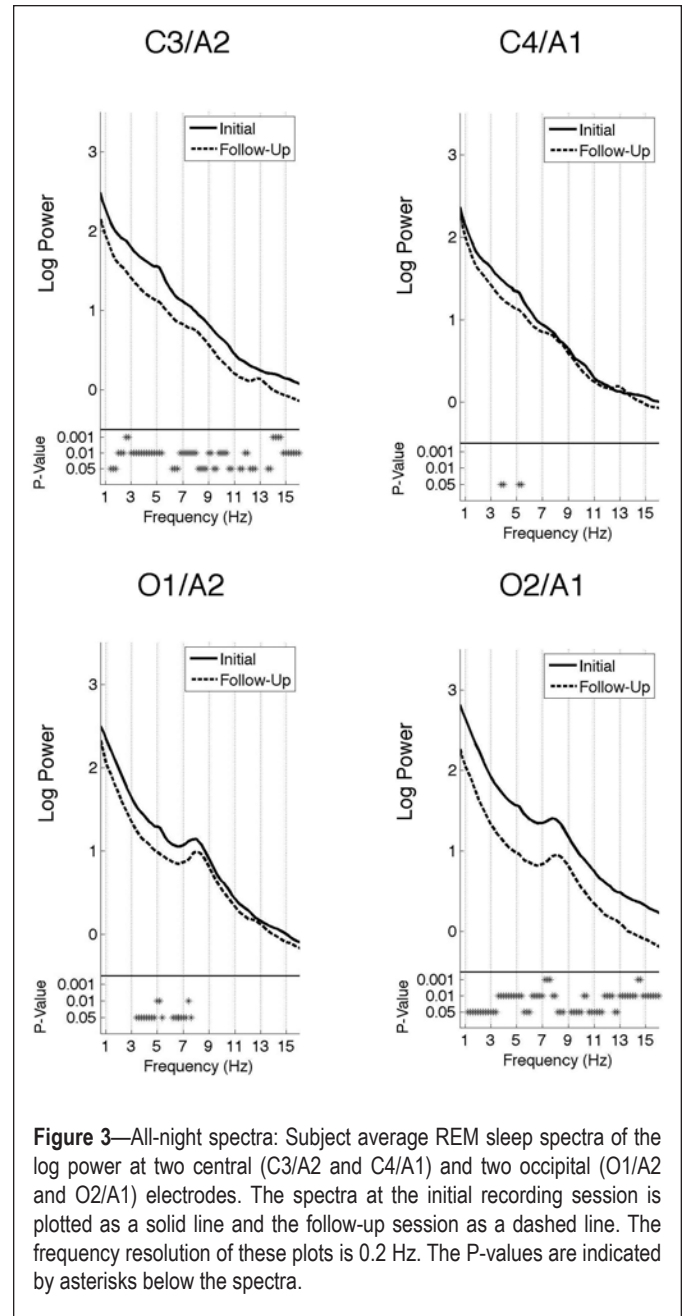 C3/A2
C4/A1
Initial
Follow-Up
3
2
1
0
Log Power
0.001
0.01
0.05
P-Value
1 3 5 7 9 11 13 15
Frequency (Hz)
Initial
Follow-Up
3
2
1
0
Log Power
0.001
0.01
0.05
P-Value
1 3 5 7 9 11 13 15
Frequency (Hz)
O1/A2
O2/A1
Initial
Follow-Up
3
2
1
0
Log Power
0.001
0.01
0.05
P-Value
1 3 5 7 9 11 13 15
Frequency (Hz)
Initial
Follow-Up
3
2
1
0
Log Power
0.001
0.01
0.05
P-Value
1 3 5 7 9 11 13 15
Frequency (Hz)
Figure 3—All-night spectra: Subject average REM sleep spectra of the
log power at two central (C3/A2 and C4/A1) and two occipital (O1/A2
and O2/A1) electrodes. The spectra at the initial recording session is
plotted as a solid line and the follow-up session as a dashed line. The
frequency resolution of these plots is 0.2 Hz. The P-values are indicated
by asterisks below the spectra.